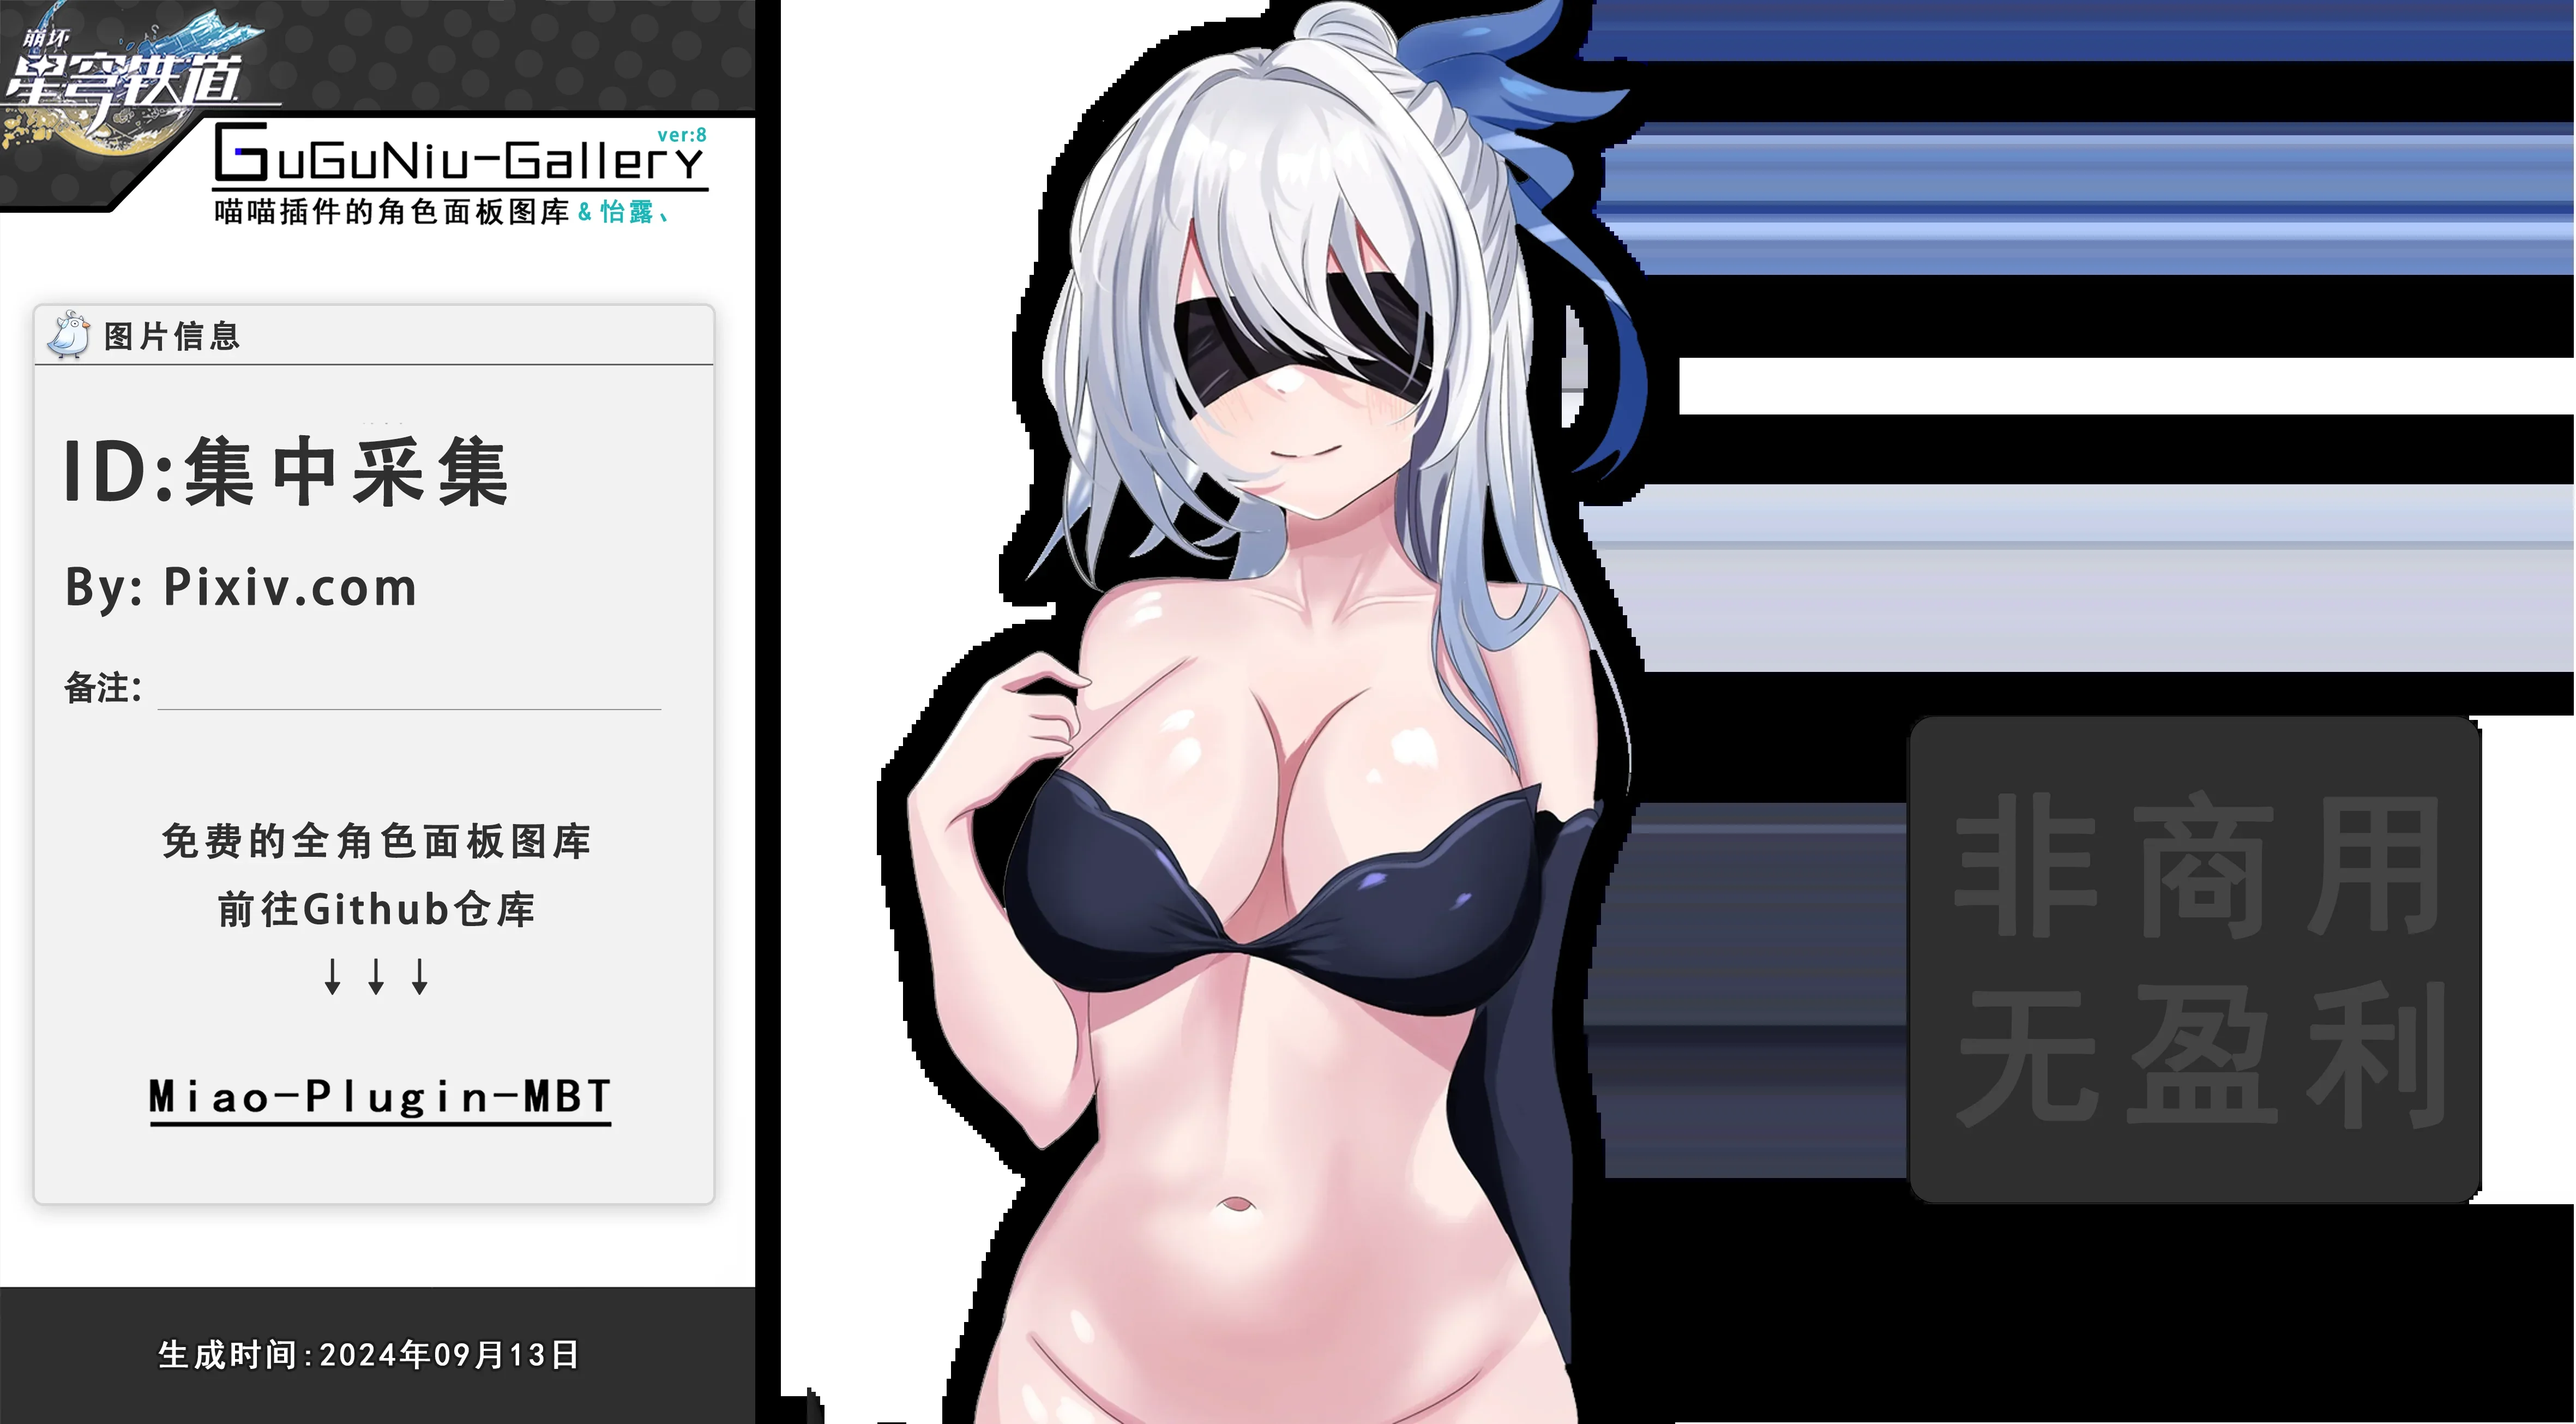 崩坏
星穹铁道
GuGuNiu-Gallery
ver:8
喵喵插件的角色面板图库 & 怡露、
图片信息
ID:集中采集
By: Pixiv.com
备注:
免费的全角色面板图库
前往Github仓库
↓ ↓ ↓
Miao-Plugin-MBT
生成时间:2024年09月13日
非商用
无盈利